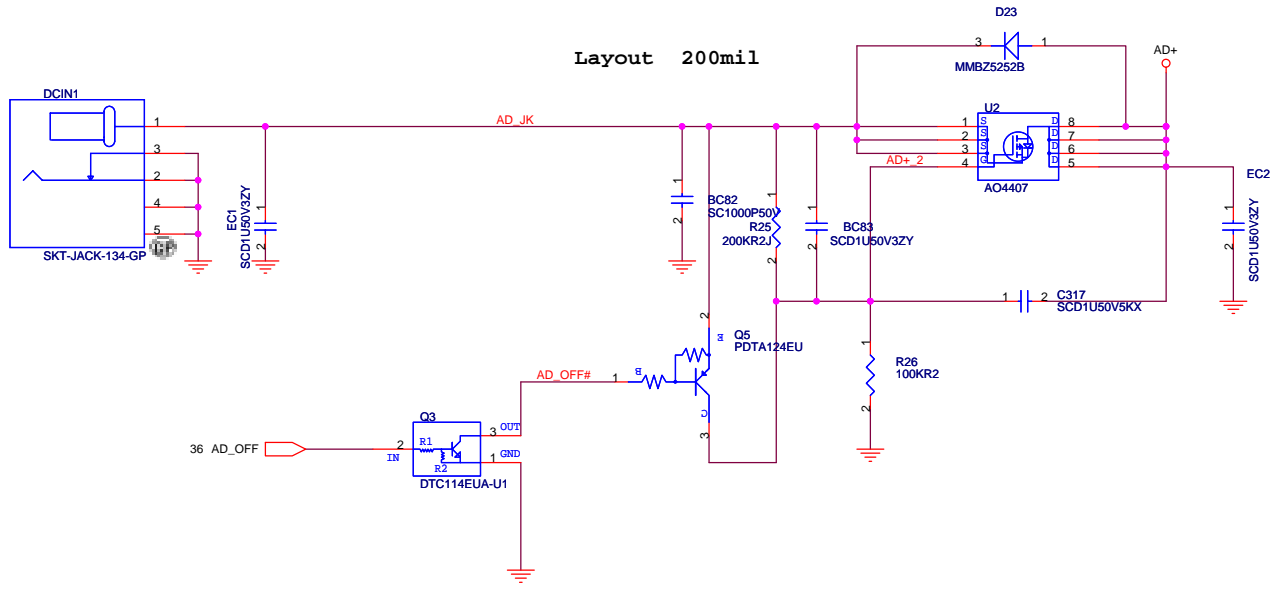 D23
3
1
MMBZ5252B
AD+
Layout 200mil
DCIN1
1
3
2
4
5
SKT-JACK-134-GP
GP
AD_JK
EC1
SCD1U50V3ZY
1
2
BC82
SC1000P50V
1
2
R25
200KR2J
1
2
BC83
SCD1U50V3ZY
1
2
U2
1 S D 8
2 S D 7
3 S D 6
4 G D 5
AO4407
AD+_2
EC2
SCD1U50V3ZY
1
2
1 2
C317
SCD1U50V5KX
Q5
PDTA124EU
2
E
B
1
C
3
AD_OFF#
R26
100KR2
1
2
Q3
36 AD_OFF
2
IN
R1
R2
3 OUT
1 GND
DTC114EUA-U1